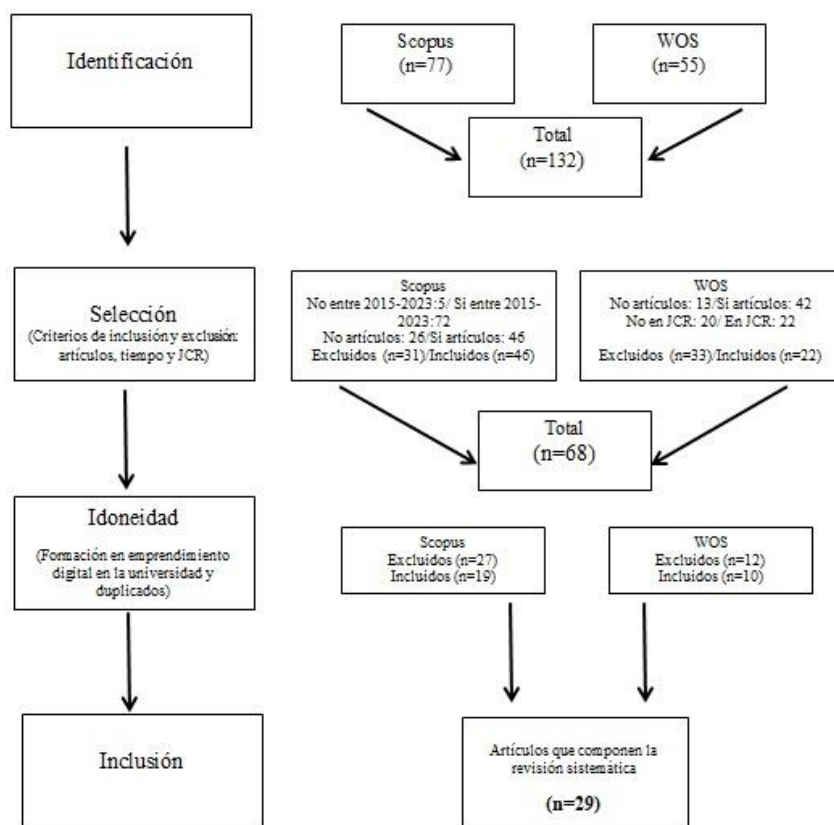 Identificación
Scopus
(n=77)
WOS
(n=55)
Total
(n=132)
Selección
(Criterios de inclusión y exclusión:
artículos, tiempo y JCR)
Scopus
No entre 2015-2023:5/ Si entre 2015-
2023:72
No artículos: 26/Si artículos: 46
Excluidos (n=31)/Incluidos (n=46)
WOS
No artículos: 13/Si artículos: 42
No en JCR: 20/ En JCR: 22
Excluidos (n=33)/Incluidos (n=22)
Total
(n=68)
Idoneidad
(Formación en emprendimiento
digital en la universidad y
duplicados)
Scopus
Excluidos (n=27)
Incluidos (n=19)
WOS
Excluidos (n=12)
Incluidos (n=10)
Inclusión
Artículos que componen la
revisión sistemática
(n=29)